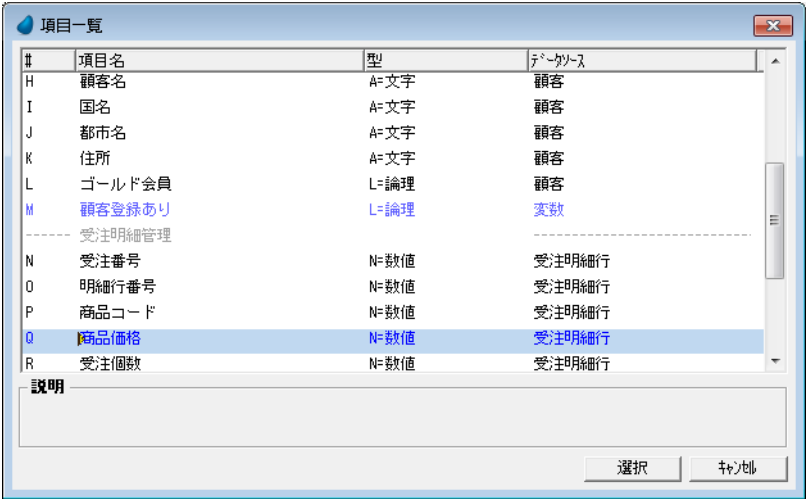 項目一覧
# 項目名 型 ﾃﾞｰﾀｿｰｽ
H 顧客名 A=文字 顧客
I 国名 A=文字 顧客
J 都市名 A=文字 顧客
K 住所 A=文字 顧客
L ゴールド会員 L=論理 顧客
M 顧客登録あり L=論理 変数
------ 受注明細管理 ------------------------------
N 受注番号 N=数値 受注明細行
O 明細行番号 N=数値 受注明細行
P 商品コード N=数値 受注明細行
Q 商品価格 N=数値 受注明細行
R 受注個数 N=数値 受注明細行
説明
選択 ｷｬﾝｾﾙ